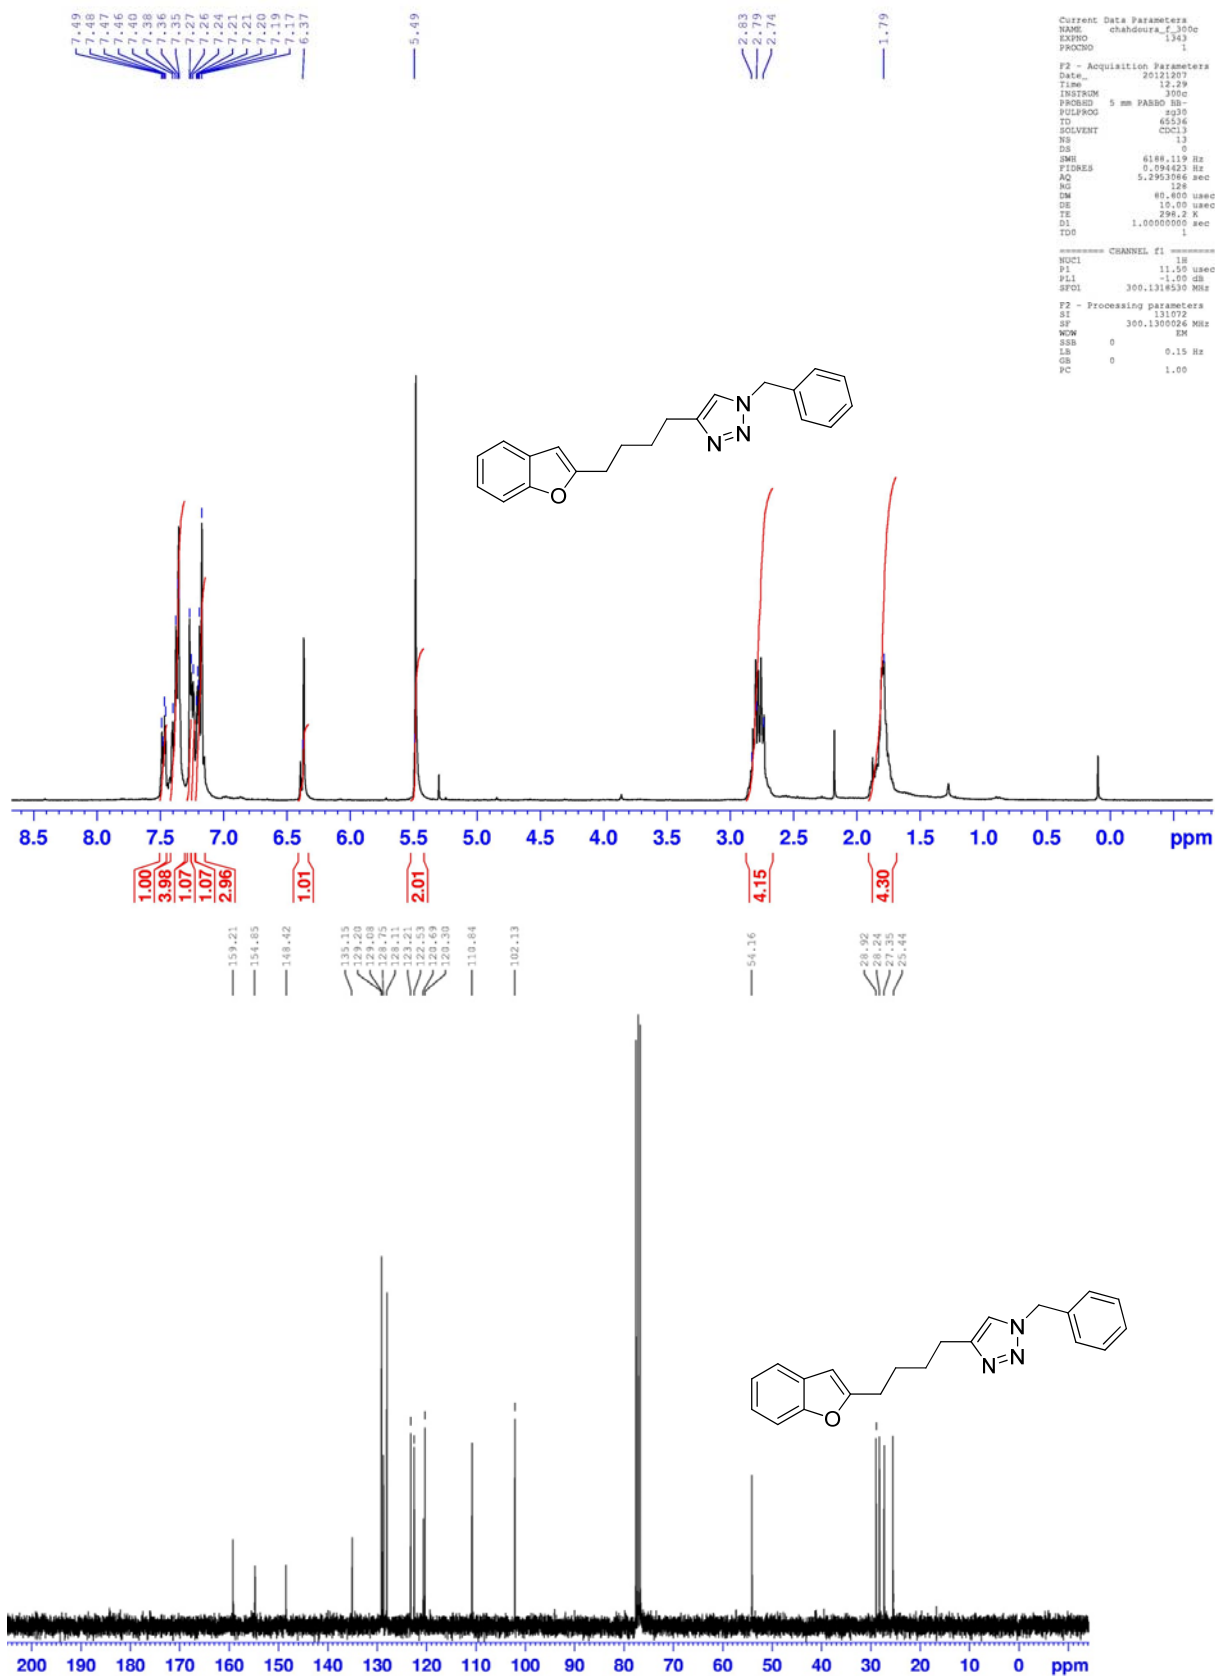 7.49
7.48
7.47
7.46
7.40
7.38
7.36
7.35
7.27
7.26
7.24
7.21
7.21
7.20
7.19
7.17
6.37
5.49
2.83
2.79
2.74
1.79
Current Data Parameters
NAME chahdoura_f_300c
EXPNO 1343
PROCNO 1
F2 - Acquisition Parameters
Date_ 20121207
Time 12.29
INSTRUM 300c
PROBHD 5 mm PABBO BB-
PULPROG zg30
TD 65536
SOLVENT CDCl3
NS 13
DS 0
SWH 6188.119 Hz
FIDRES 0.094423 Hz
AQ 5.2953086 sec
RG 128
DW 80.800 usec
DE 10.00 usec
TE 298.2 K
D1 1.00000000 sec
TD0 1
======== CHANNEL f1 ========
NUC1 1H
P1 11.50 usec
PL1 -1.00 dB
SFO1 300.1318530 MHz
F2 - Processing parameters
SI 131072
SF 300.1300026 MHz
WDW EM
SSB 0
LB 0.15 Hz
GB 0
PC 1.00
N
N
N
O
8.5 8.0 7.5 7.0 6.5 6.0 5.5 5.0 4.5 4.0 3.5 3.0 2.5 2.0 1.5 1.0 0.5 0.0 ppm
1.00
3.98
1.07
1.07
2.96
1.01
2.01
4.15
4.30
159.21
154.85
148.42
135.15
129.20
129.08
128.75
128.11
123.21
122.53
120.69
120.30
110.84
102.13
54.16
28.92
28.24
27.35
25.44
N
N
N
O
200 190 180 170 160 150 140 130 120 110 100 90 80 70 60 50 40 30 20 10 0 ppm